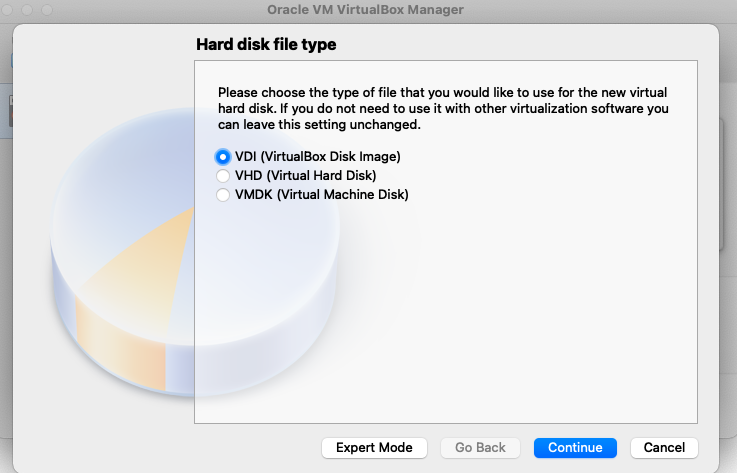 Oracle VM VirtualBox Manager
Hard disk file type
Please choose the type of file that you would like to use for the new virtual
hard disk. If you do not need to use it with other virtualization software you
can leave this setting unchanged.
VDI (VirtualBox Disk Image)
VHD (Virtual Hard Disk)
VMDK (Virtual Machine Disk)
Expert Mode
Go Back
Continue
Cancel